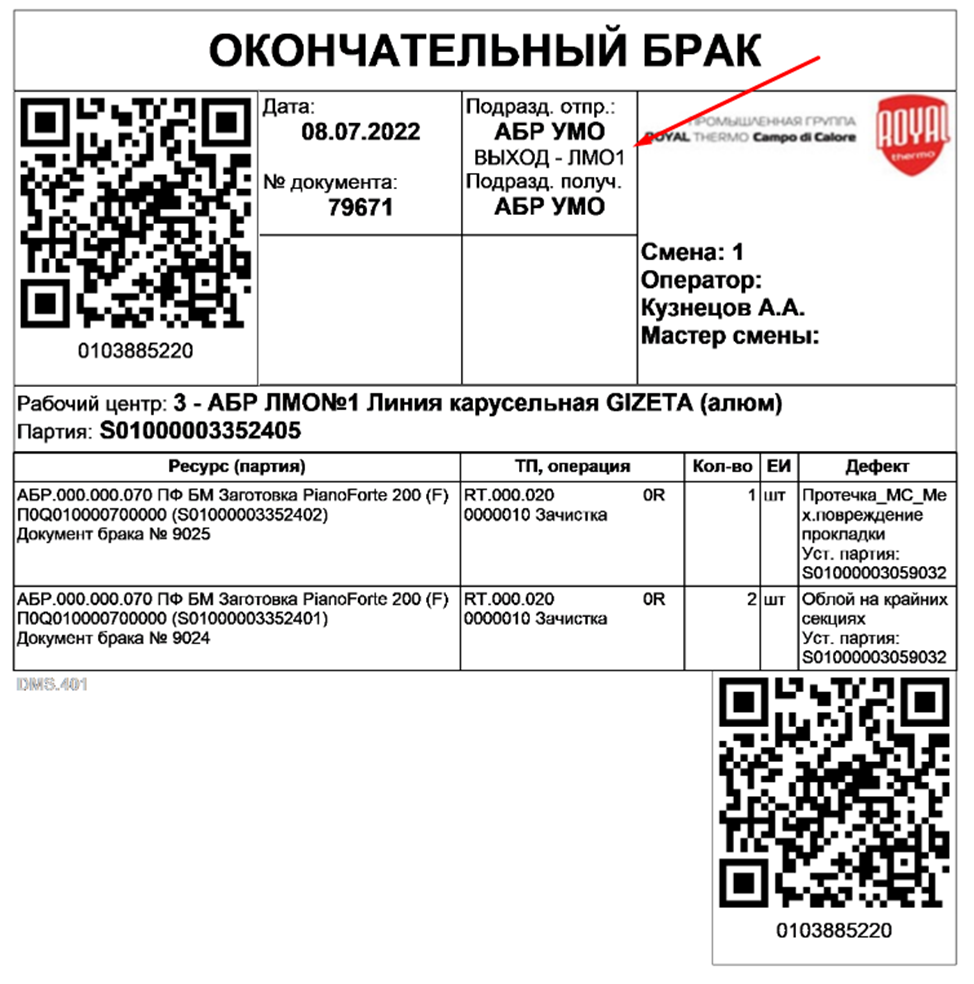 ОКОНЧАТЕЛЬНЫЙ БРАК
0103885220
Дата:
08.07.2022
№ документа:
79671
Подразд. отпр.:
АБР УМО
ВЫХОД - ЛМО1
Подразд. получ.
АБР УМО
ПРОМЫШЛЕННАЯ ГРУППА
ROYAL THERMO Campo di Calore
ROYAL
thermo
Смена: 1
Оператор:
Кузнецов А.А.
Мастер смены:
Рабочий центр: 3 - АБР ЛМО№1 Линия карусельная GIZETA (алюм)
Партия: S01000003352405
Ресурс (партия) ТП, операция Кол-во ЕИ Дефект
АБР.000.000.070 ПФ БМ Заготовка PianoForte 200 (F)
П0Q010000700000 (S01000003352402)
Документ брака № 9025
RT.000.020 0R
0000010 Зачистка
1 шт
Протечка_МС_Ме
х.повреждение
прокладки
Уст. партия:
S01000003059032
АБР.000.000.070 ПФ БМ Заготовка PianoForte 200 (F)
П0Q010000700000 (S01000003352401)
Документ брака № 9024
RT.000.020 0R
0000010 Зачистка
2 шт
Облой на крайних
секциях
Уст. партия:
S01000003059032
DMS.401
0103885220